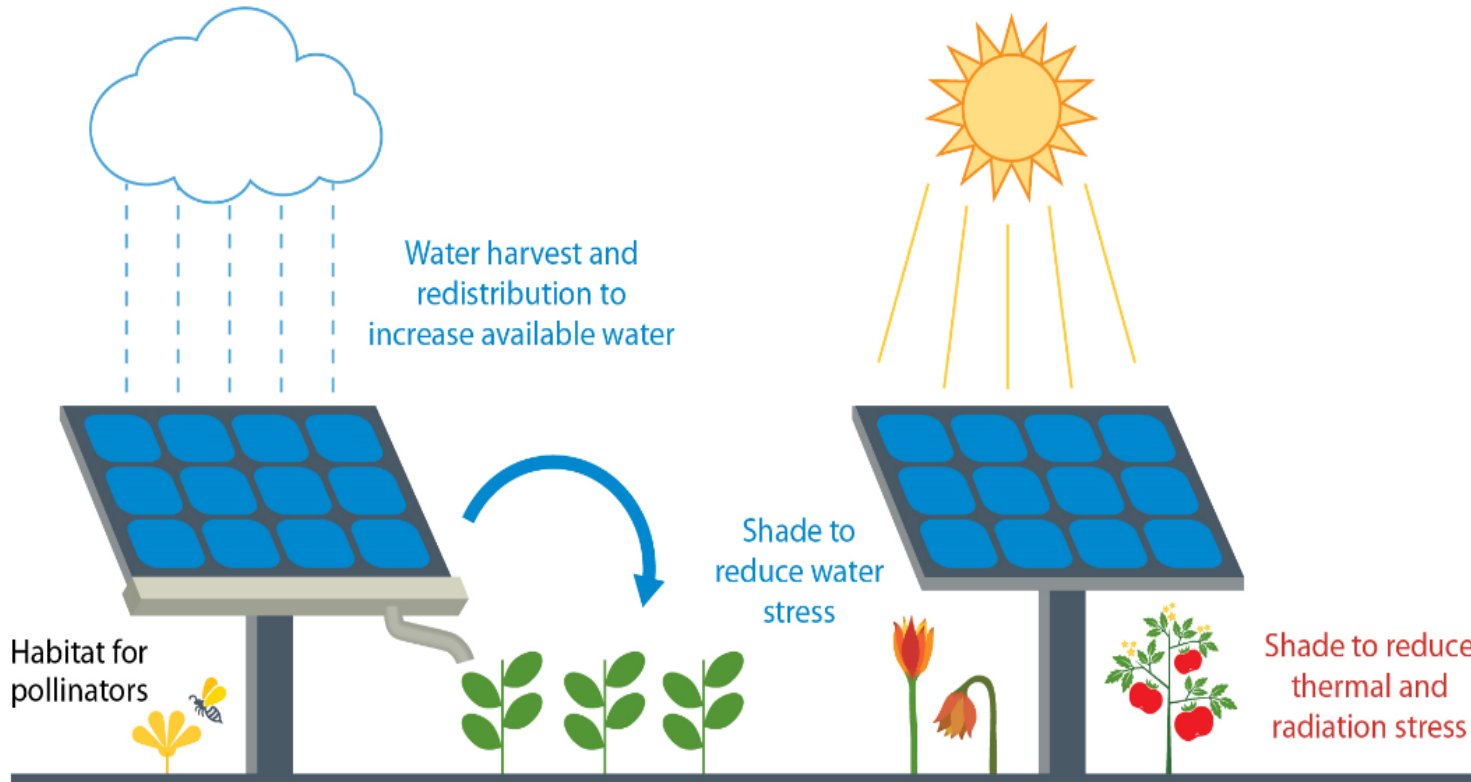 Water harvest and
redistribution to
increase available water
Shade to
reduce water
stress
Habitat for
pollinators
Shade to reduce
thermal and
radiation stress